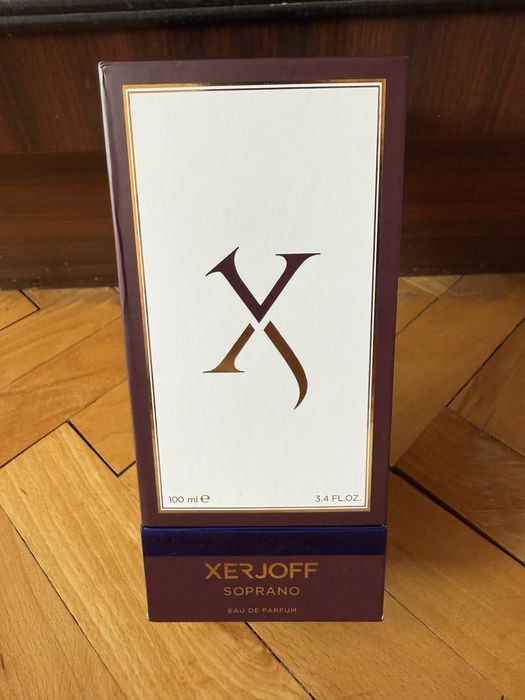 X
100 ml ℮ 3.4 FL.OZ.
XERJOFF
SOPRANO
EAU DE PARFUM